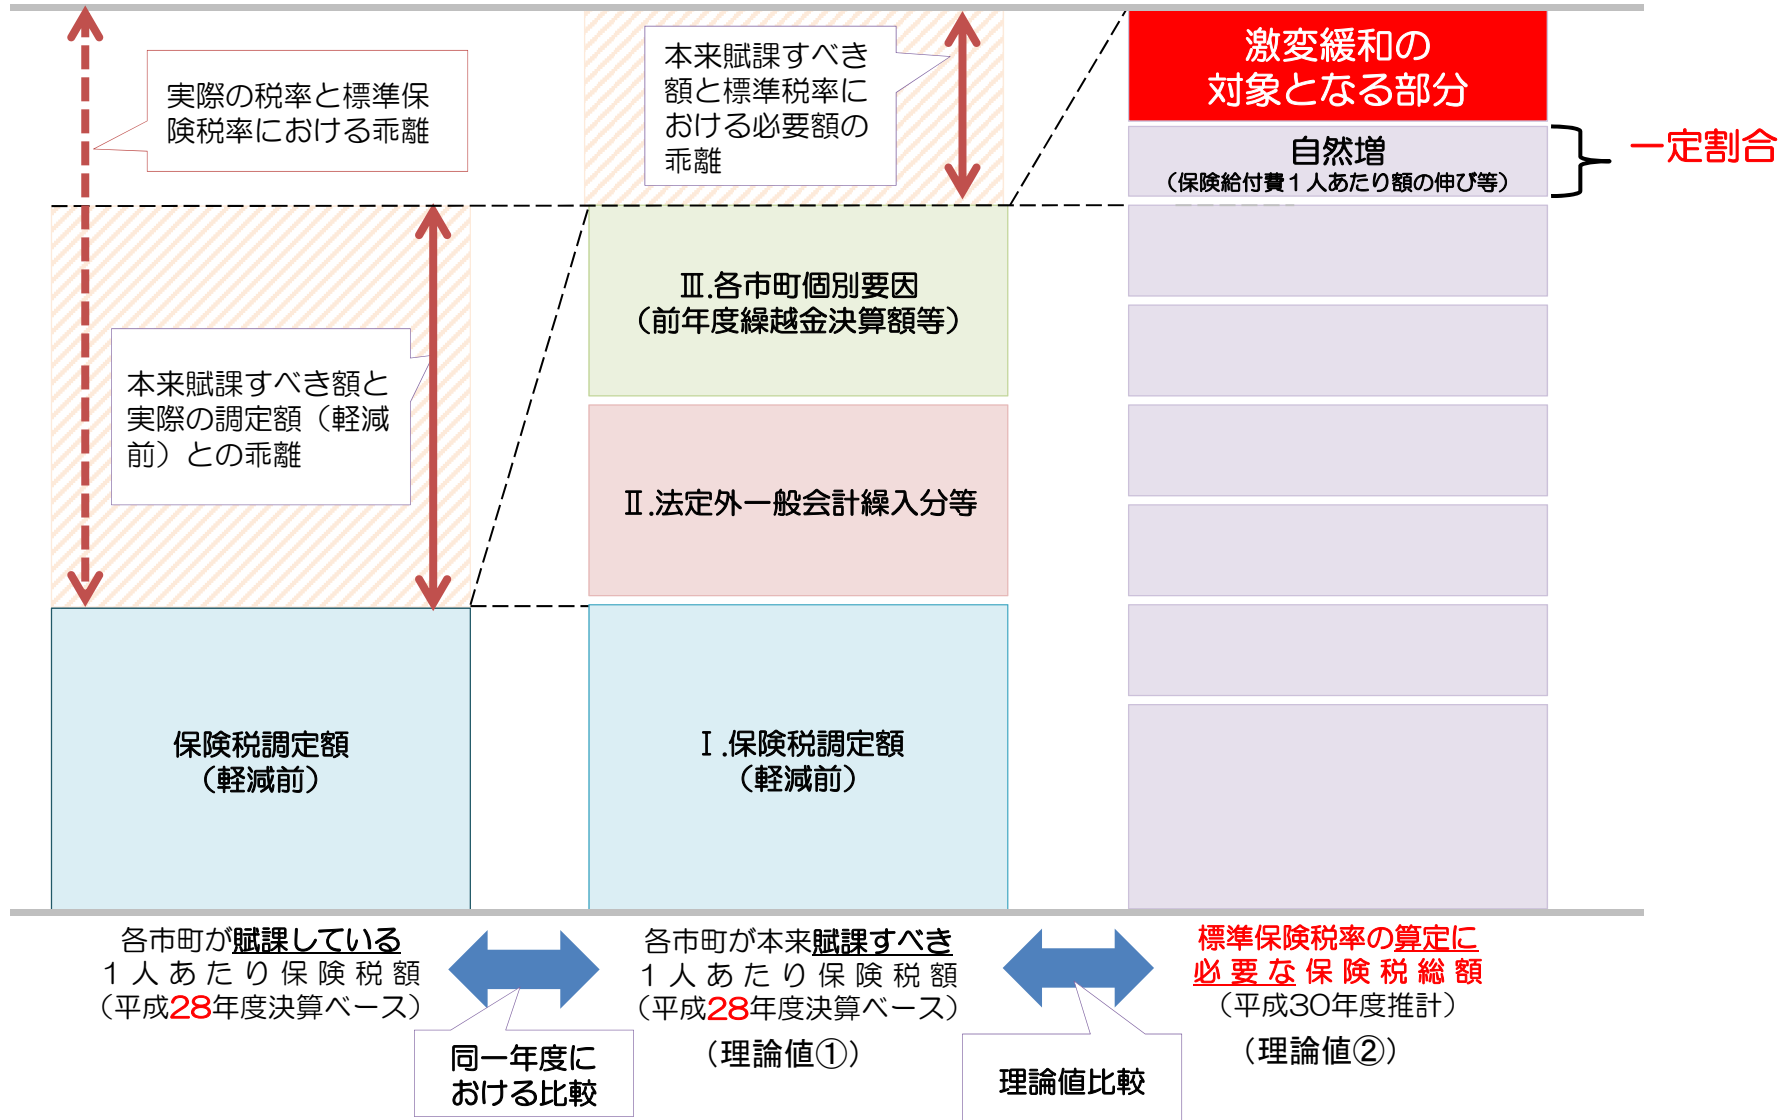 実際の税率と標準保
険税率における乖離
本来賦課すべき
額と標準税率に
おける必要額の
乖離
激変緩和の
対象となる部分
自然増
（保険給付費１人あたり額の伸び等）
一定割合
本来賦課すべき額と
実際の調定額（軽減
前）との乖離
Ⅲ.各市町個別要因
（前年度繰越金決算額等）
Ⅱ.法定外一般会計繰入分等
保険税調定額
（軽減前）
Ⅰ.保険税調定額
（軽減前）
各市町が賦課している
１人あたり保険税額
（平成28年度決算ベース）
各市町が本来賦課すべき
１人あたり保険税額
（平成28年度決算ベース）
（理論値①）
標準保険税率の算定に
必要な保険税総額
（平成30年度推計）
（理論値②）
同一年度に
おける比較
理論値比較